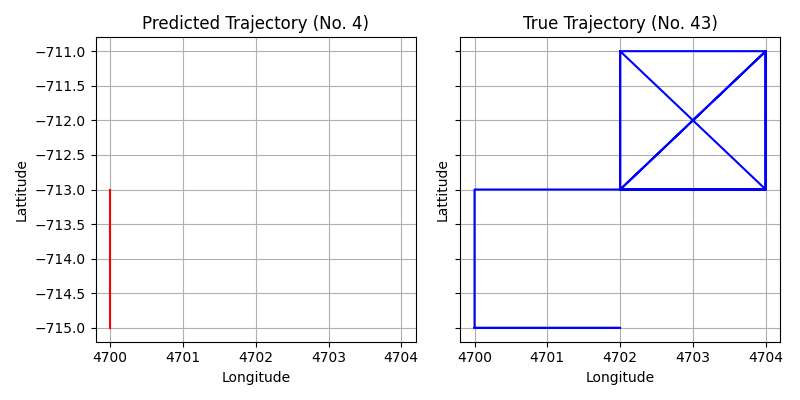 Predicted Trajectory (No. 4)
True Trajectory (No. 43)
−711.0
−711.5
−712.0
−712.5
−713.0
−713.5
−714.0
−714.5
−715.0
Lattitude
Lattitude
4700 4701 4702 4703 4704
4700 4701 4702 4703 4704
Longitude
Longitude